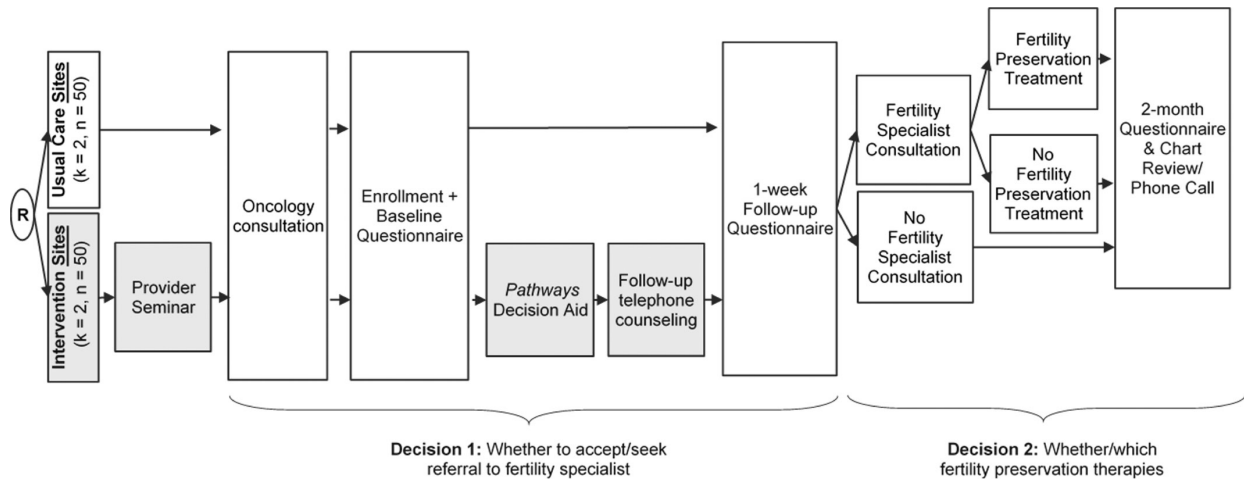 R
Usual Care Sites
(k = 2, n = 50)
Intervention Sites
(k = 2, n = 50)
Provider
Seminar
Oncology
consultation
Enrollment +
Baseline
Questionnaire
Pathways
Decision Aid
Follow-up
telephone
counseling
1-week
Follow-up
Questionnaire
Fertility
Specialist
Consultation
No
Fertility
Specialist
Consultation
Fertility
Preservation
Treatment
No
Fertility
Preservation
Treatment
2-month
Questionnaire
& Chart
Review/
Phone Call
Decision 1: Whether to accept/seek
referral to fertility specialist
Decision 2: Whether/which
fertility preservation therapies